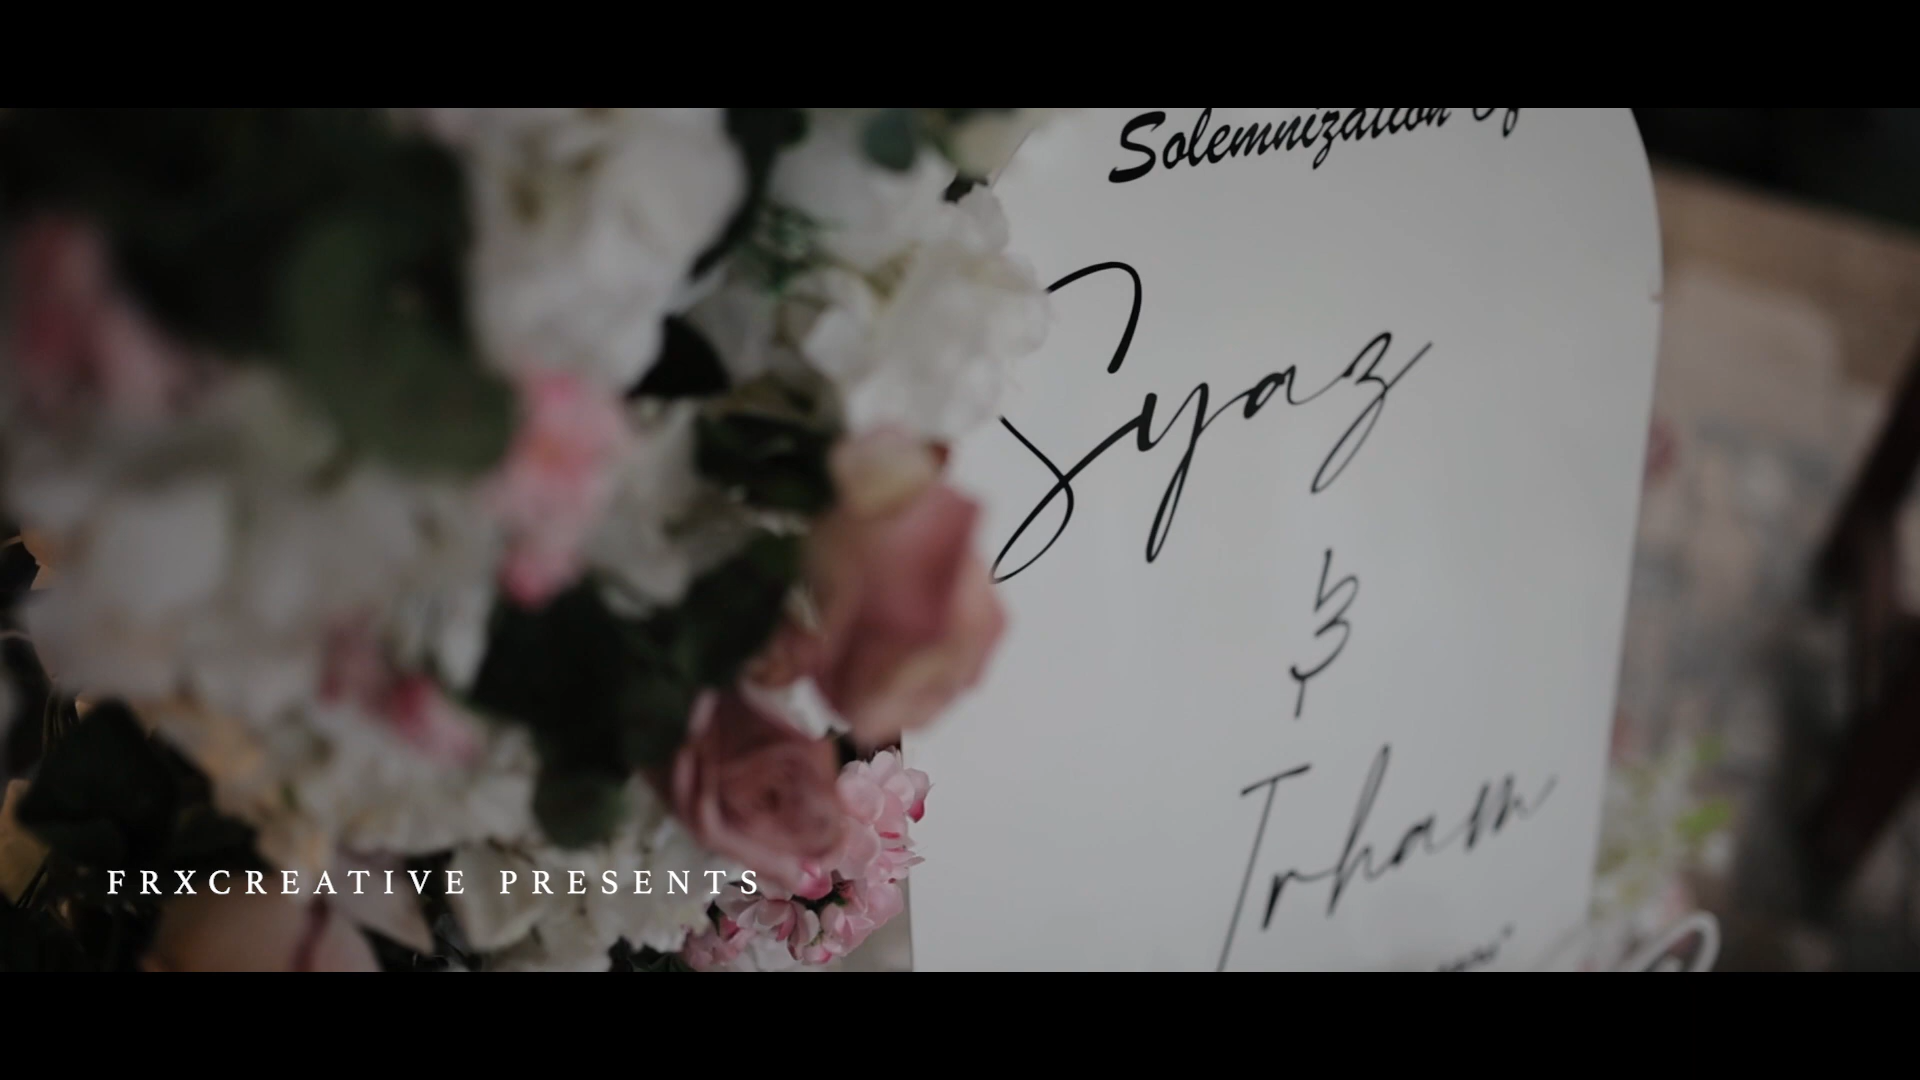 Solemnization Of
Syaz
&
Irham
FRXCREATIVE PRESENTS